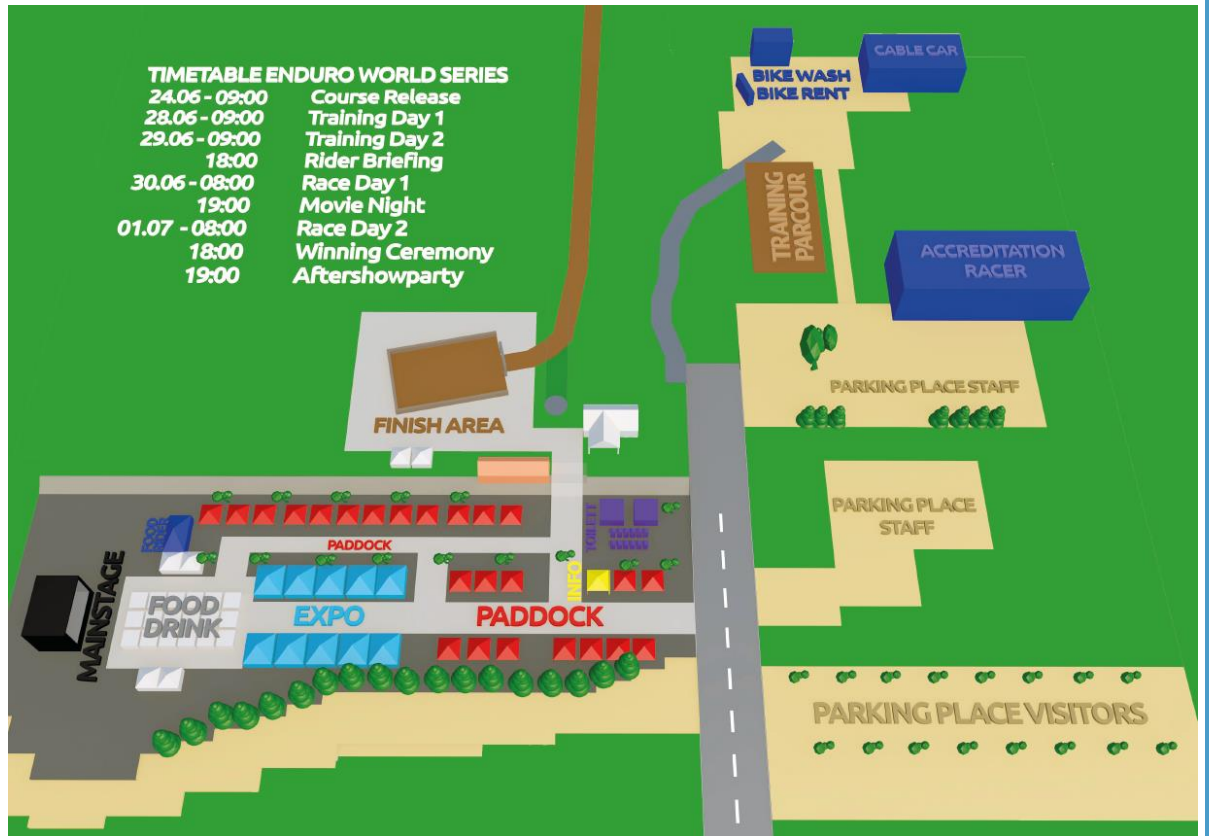 TIMETABLE ENDURO WORLD SERIES
24.06 - 09:00 Course Release
28.06 - 09:00 Training Day 1
29.06 - 09:00 Training Day 2
18:00 Rider Briefing
30.06 - 08:00 Race Day 1
19:00 Movie Night
01.07 - 08:00 Race Day 2
18:00 Winning Ceremony
19:00 Aftershowparty
CABLE CAR
BIKE WASH
BIKE RENT
TRAINING
PARCOUR
ACCREDITATION
RACER
PARKING PLACE STAFF
FINISH AREA
PARKING PLACE
STAFF
FOOD
RIDER
TOILETT
PADDOCK
INFO
MAINSTAGE
FOOD
DRINK
EXPO
PADDOCK
PARKING PLACE VISITORS